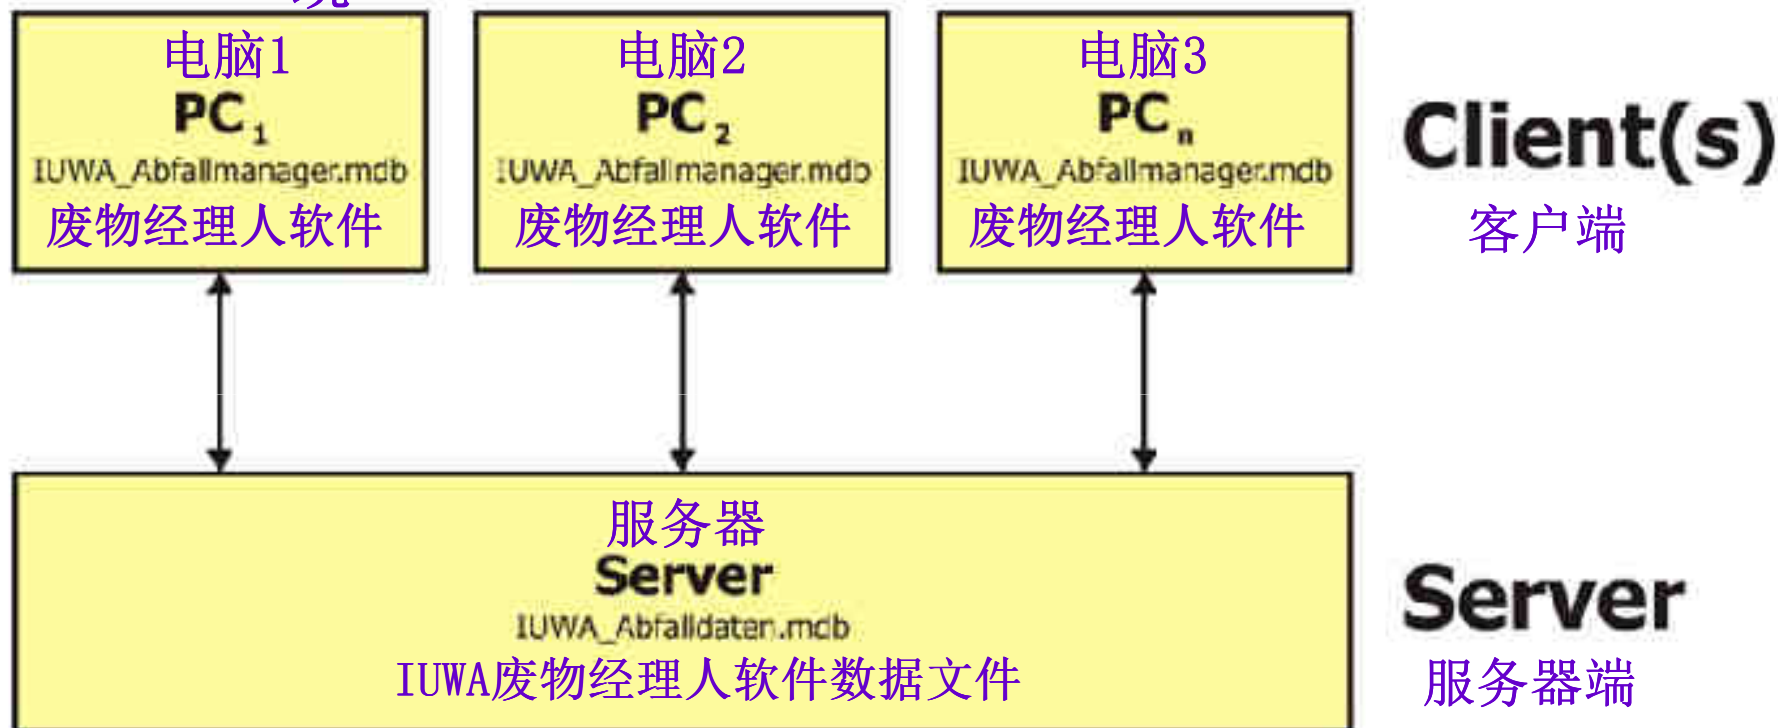 电脑1
PC1
IUWA_Abfallmanager.mdb
废物经理人软件
电脑2
PC2
IUWA_Abfallmanager.mdb
废物经理人软件
电脑3
PCn
IUWA_Abfallmanager.mdb
废物经理人软件
Client(s)
客户端
服务器
Server
IUWA_Abfalldaten.mdb
IUWA废物经理人软件数据文件
Server
服务器端